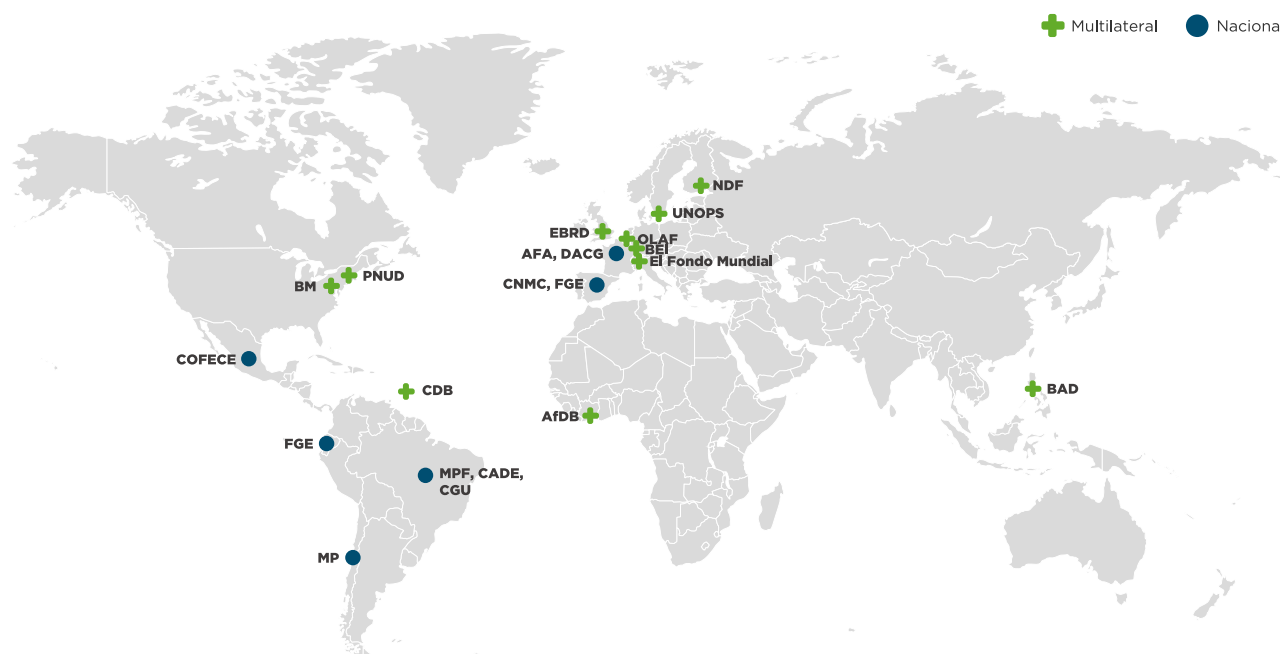 Multilateral
Naciona
NDF
UNOPS
EBRD
OLAF
BEI
AFA, DACG
El Fondo Mundial
PNUD
BM
CNMC, FGE
COFECE
CDB
BAD
AfDB
FGE
MPF, CADE,
CGU
MP